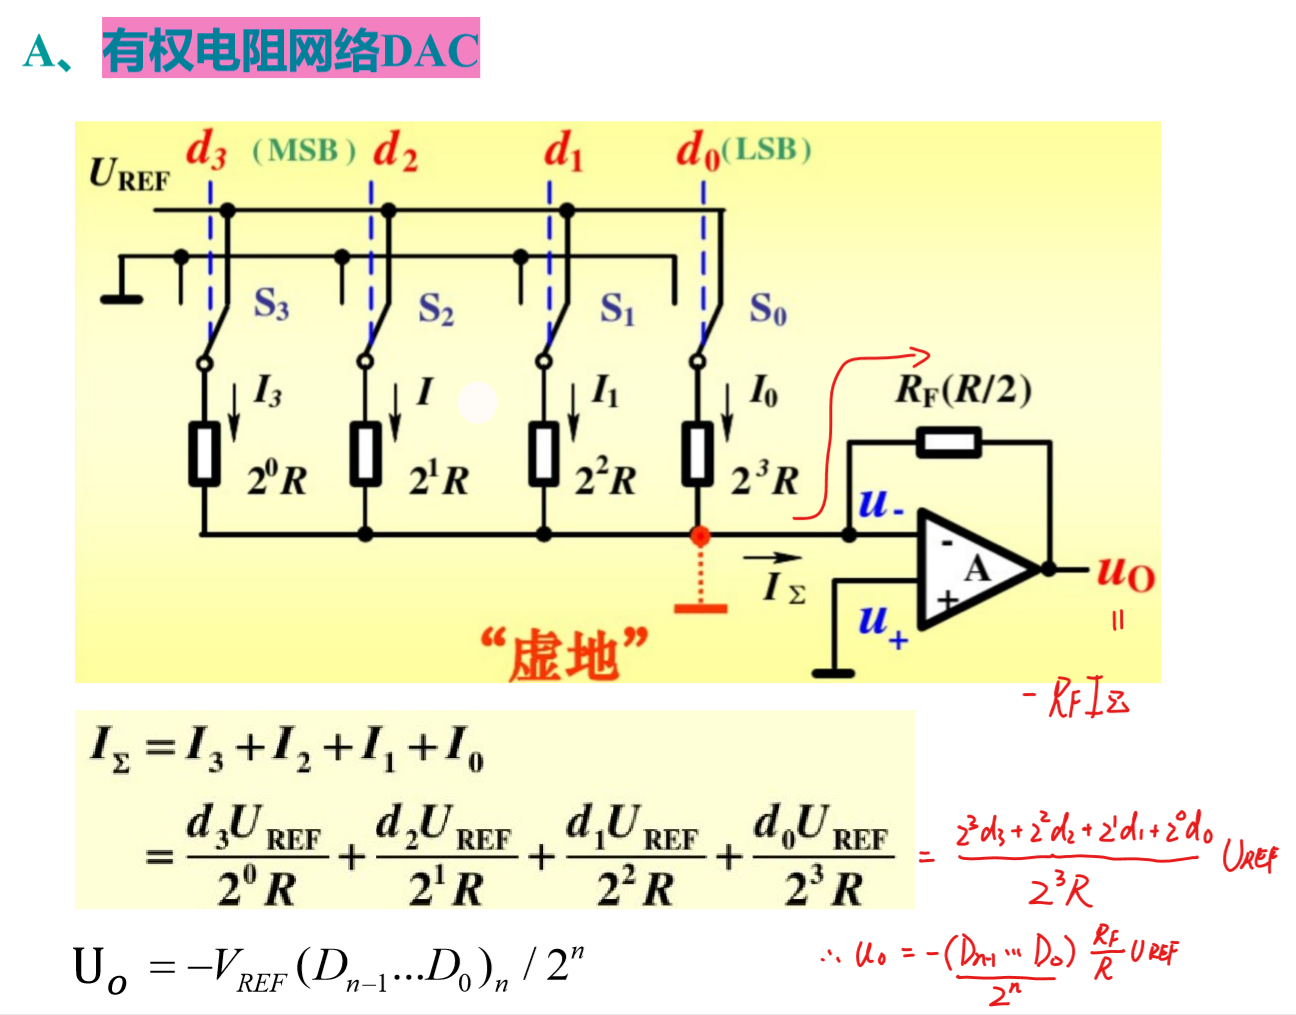 A、有权电阻网络DAC
d₃ (MSB) d₂ d₁ d₀(LSB)
U_REF
S₃ S₂ S₁ S₀
I₃ I I₁ I₀ R_F(R/2)
2⁰R 2¹R 2²R 2³R
u₋
- A
+
I_Σ
u_O
u₊
“虚地”
=
- R_F I_Σ
I_Σ = I₃ + I₂ + I₁ + I₀
= d₃U_REF / 2⁰R + d₂U_REF / 2¹R + d₁U_REF / 2²R + d₀U_REF / 2³R = (2³d₃ + 2²d₂ + 2¹d₁ + 2⁰d₀) / 2³R U_REF
U_o = -V_REF (D_{n-1}...D_0)_n / 2ⁿ
∴ u_o = -(D_{n-1} ... D_0) / 2ⁿ R_F / R U_REF